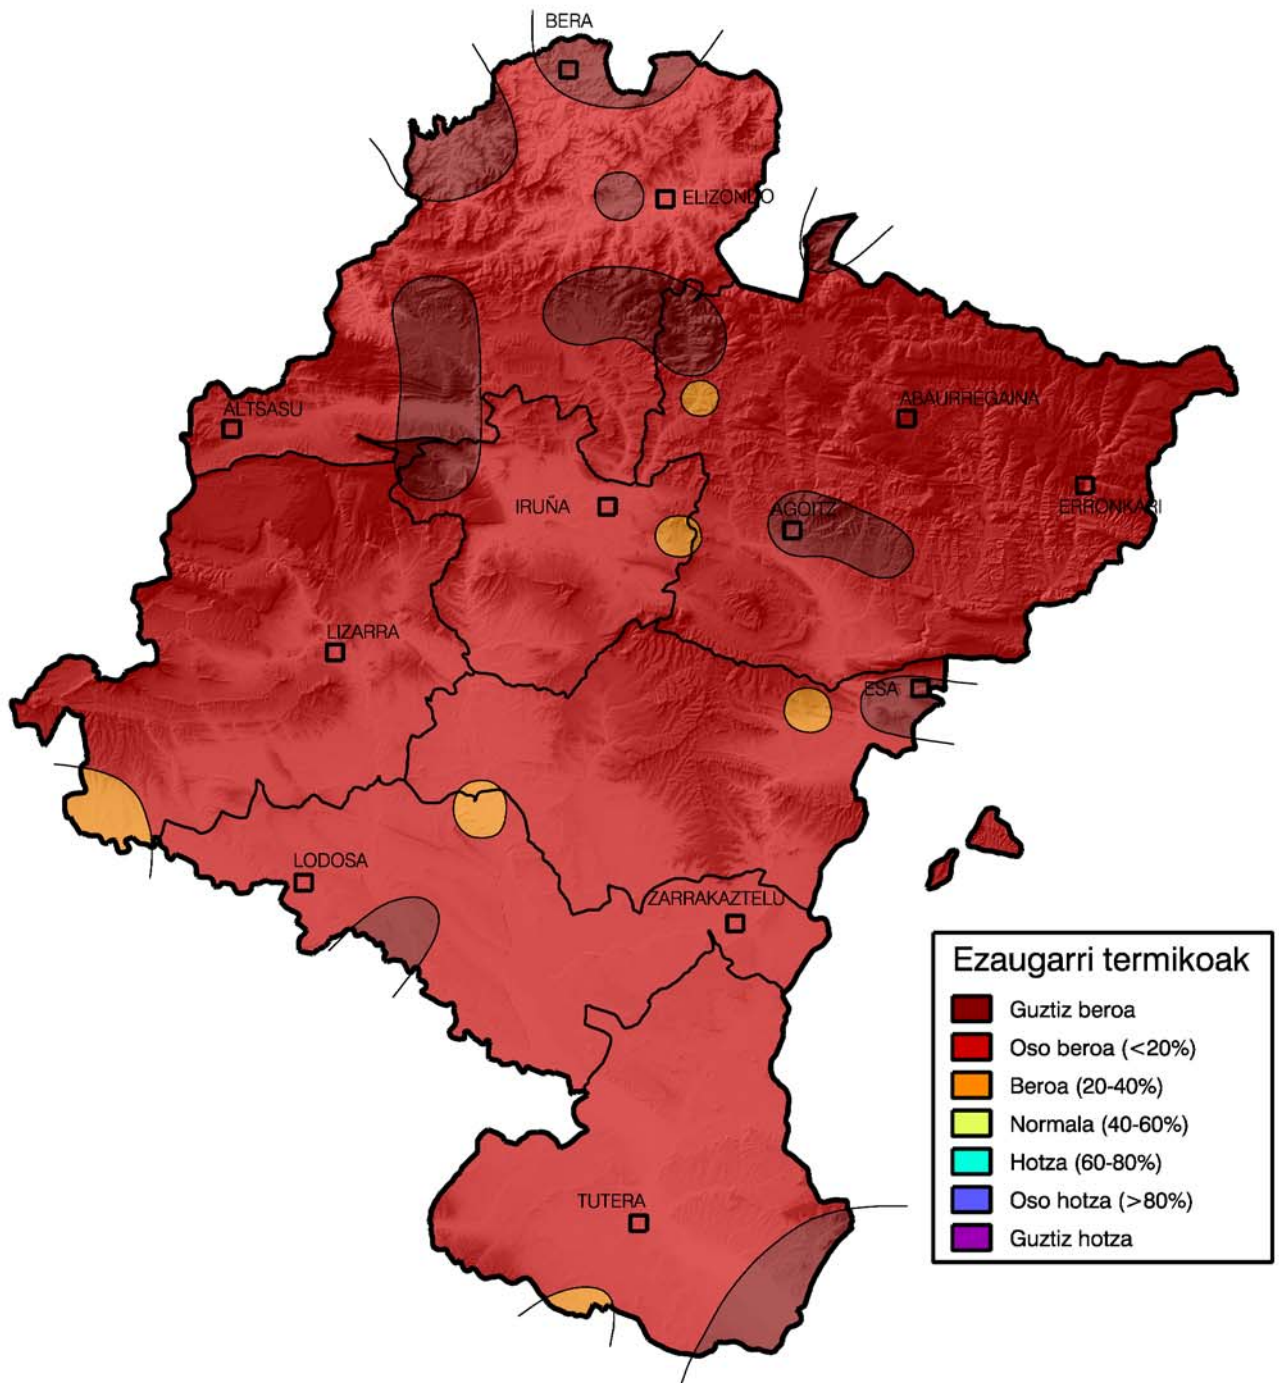 BERA
ELIZONDO
ABAURREGAINA
ALTSASU
ERRONKARI
IRUÑA
AGOITZ
LIZARRA
ESA
LODOSA
ZARRAKAZTELU
TUTERA
Ezaugarri termikoak
Guztiz beroa
Oso beroa (<20%)
Beroa (20-40%)
Normala (40-60%)
Hotza (60-80%)
Oso hotza (>80%)
Guztiz hotza